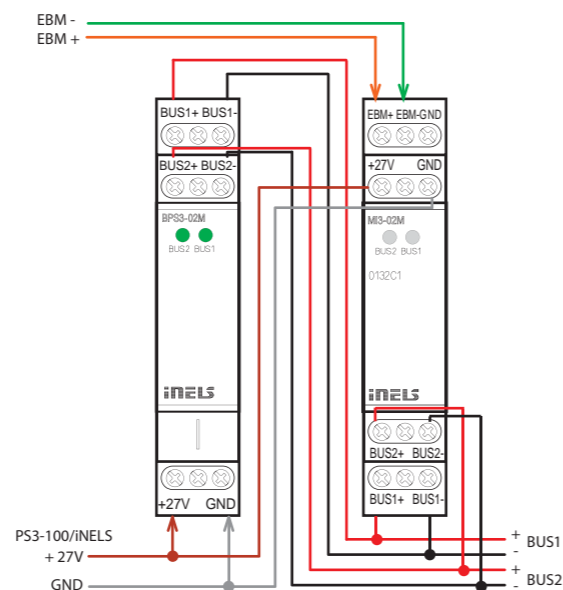 EBM -
EBM +
BUS1+ BUS1-
EBM+ EBM-GND
BUS2+ BUS2-
+27V GND
BPS3-02M
MI3-02M
BUS2 BUS1
BUS2 BUS1
0132C1
iNELS
iNELS
BUS2+ BUS2-
+27V GND
BUS1+ BUS1-
PS3-100/iNELS
+ 27V
GND
+
-
BUS1
+
-
BUS2